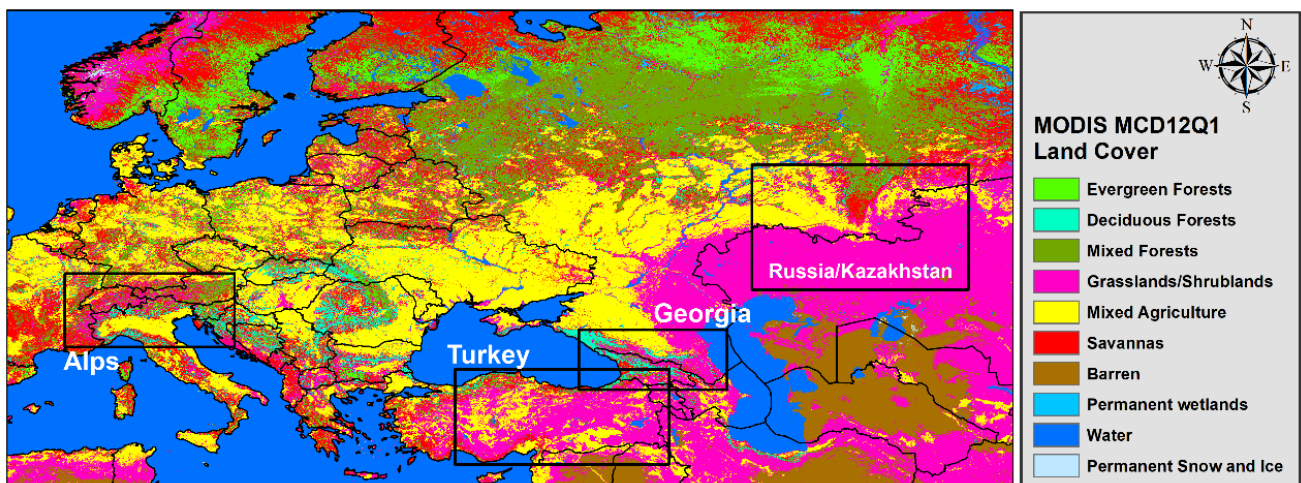 Alps
Turkey
Georgia
Russia/Kazakhstan
N
W
E
S
MODIS MCD12Q1
Land Cover
Evergreen Forests
Deciduous Forests
Mixed Forests
Grasslands/Shrublands
Mixed Agriculture
Savannas
Barren
Permanent wetlands
Water
Permanent Snow and Ice